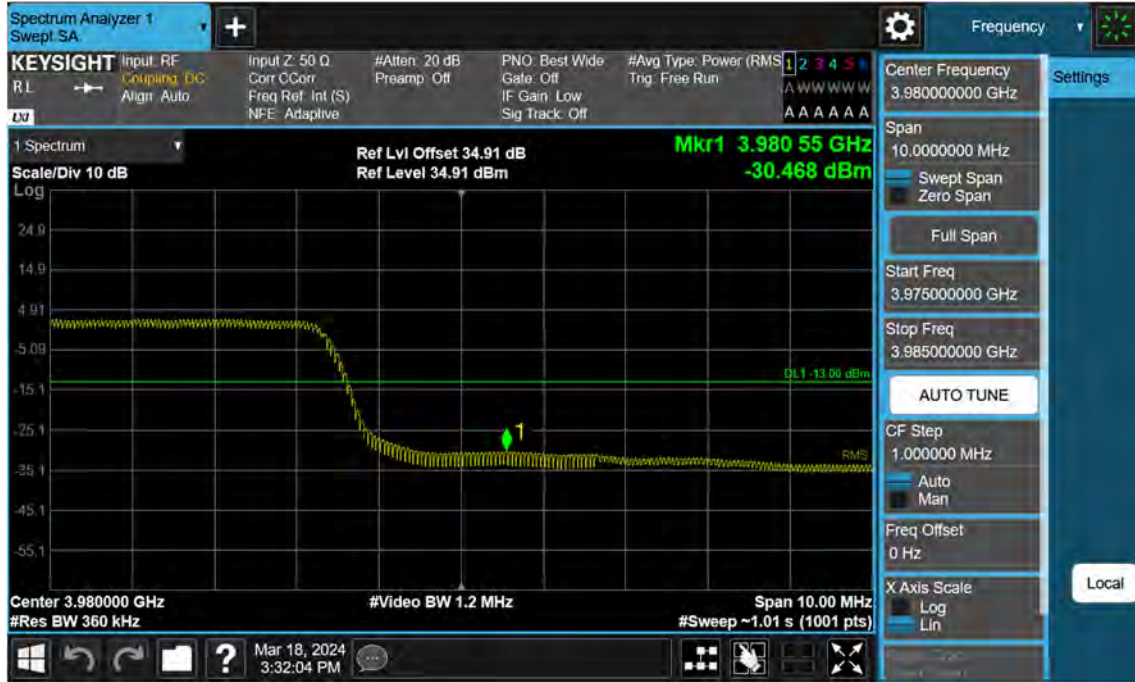 Spectrum Analyzer 1
Swept SA
Frequency
KEYSIGHT
RL
LXI
Input: RF
Coupling: DC
Align: Auto
Input Z: 50 Ω
Corr CCorr
Freq Ref: Int (S)
NFE: Adaptive
#Atten: 20 dB
Preamp: Off
PNO: Best Wide
Gate: Off
IF Gain: Low
Sig Track: Off
#Avg Type: Power (RMS
Trig: Free Run
1 2 3 4 5 6
A W W W W W
A A A A A A
1 Spectrum
Scale/Div 10 dB
Log
Ref Lvl Offset 34.91 dB
Ref Level 34.91 dBm
Mkr1 3.980 55 GHz
-30.468 dBm
24.9
14.9
4.91
-5.09
-15.1
-25.1
-35.1
-45.1
-55.1
DL1 -13.00 dBm
1
RMS
Center 3.980000 GHz
#Res BW 360 kHz
#Video BW 1.2 MHz
Span 10.00 MHz
#Sweep ~1.01 s (1001 pts)
Mar 18, 2024
3:32:04 PM
Center Frequency
3.980000000 GHz
Settings
Span
10.0000000 MHz
Swept Span
Zero Span
Full Span
Start Freq
3.975000000 GHz
Stop Freq
3.985000000 GHz
AUTO TUNE
CF Step
1.000000 MHz
Auto
Man
Freq Offset
0 Hz
X Axis Scale
Log
Lin
Local